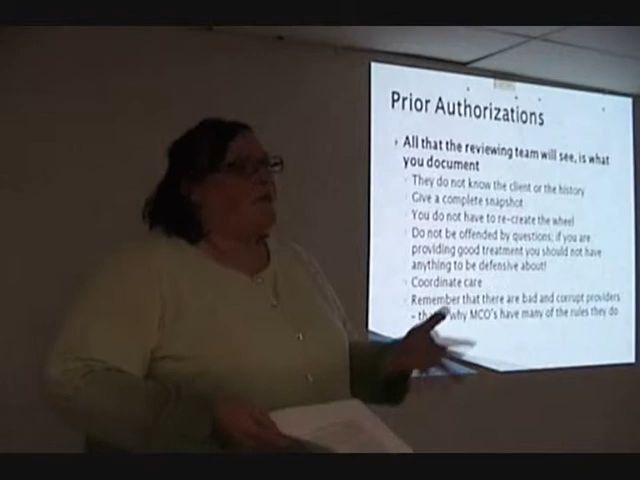 Prior Authorizations
All that the reviewing team will see, is what
you document
They do not know the client or the history
Give a complete snapshot
You do not have to re-create the wheel
Do not be offended by questions; if you are
providing good treatment you should not have
anything to be defensive about!
Coordinate care
Remember that there are bad and corrupt providers
- why MCO's have many of the rules they do